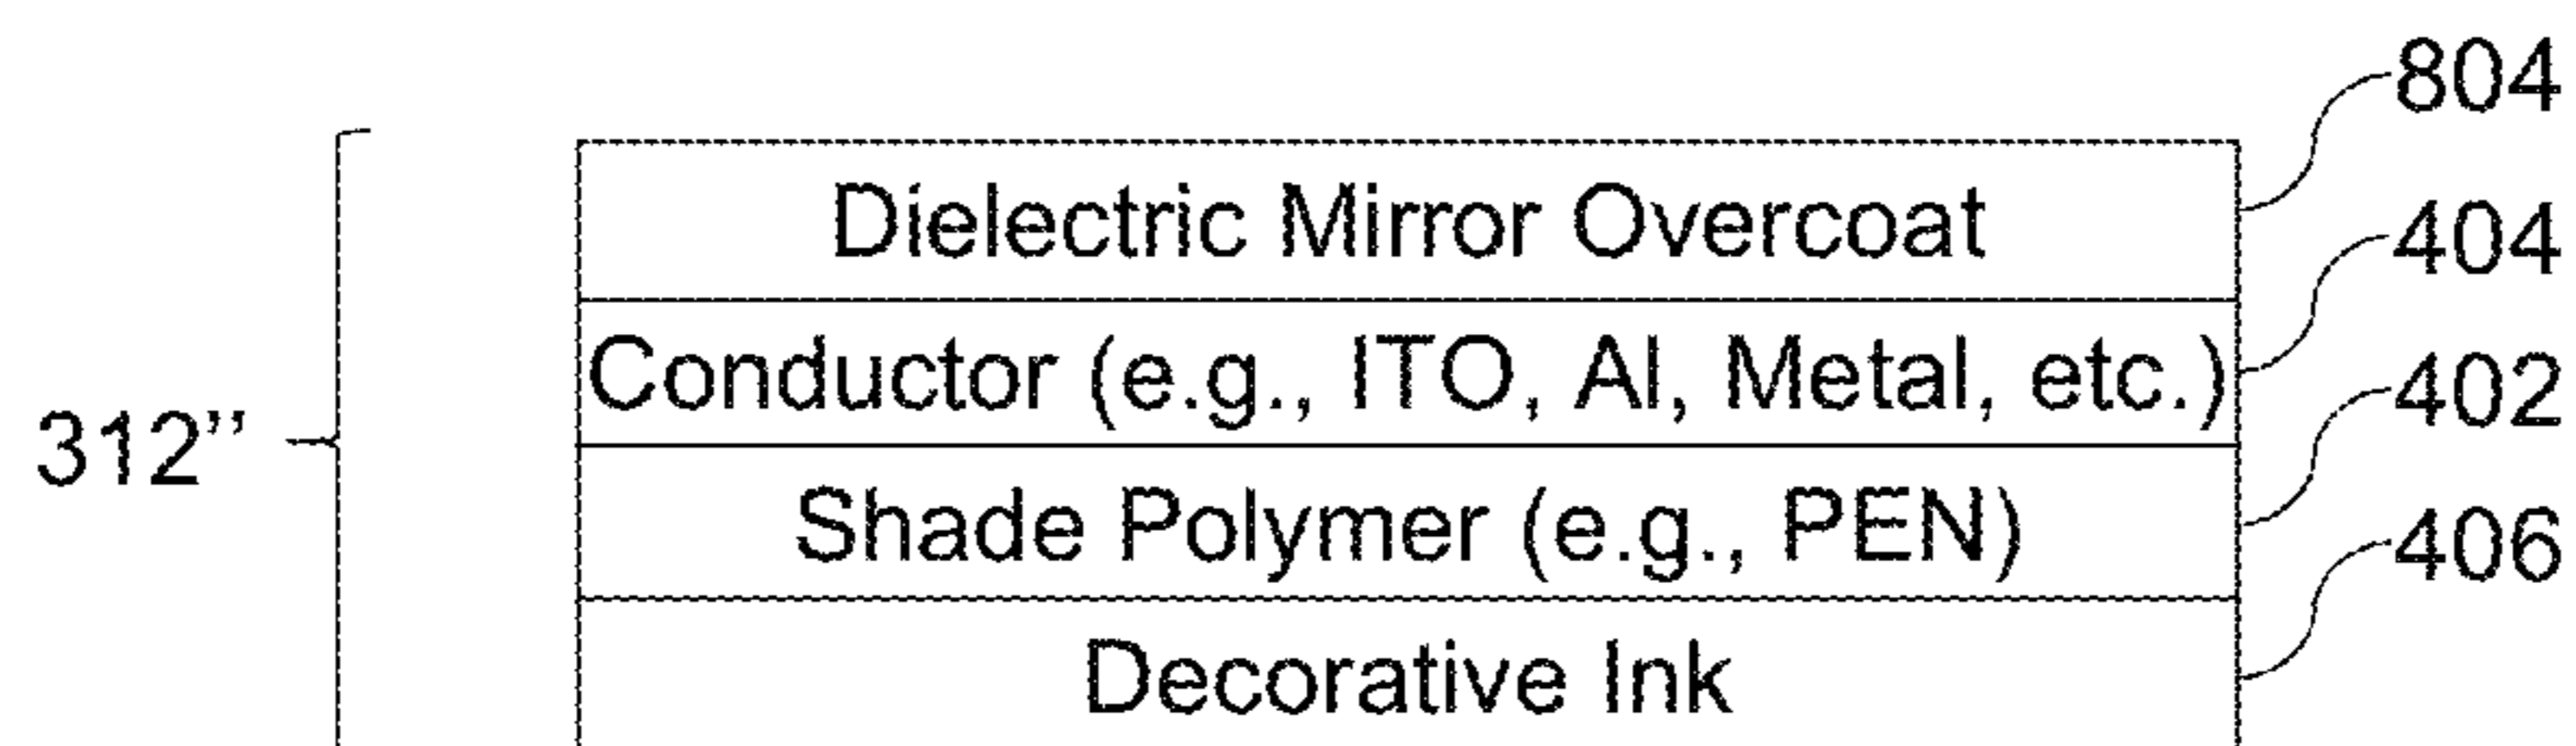 804
Dielectric Mirror Overcoat
404
Conductor (e.g., ITO, Al, Metal, etc.)
402
312”
Shade Polymer (e.g., PEN)
406
Decorative Ink